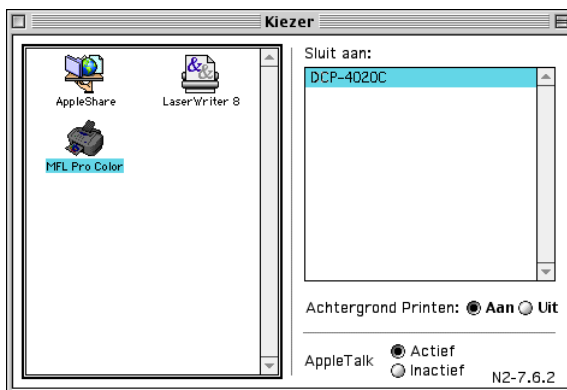 Kiezer
AppleShare
LaserWriter 8
MFL Pro Color
Sluit aan:
DCP-4020C
Achtergrond Printen: Aan Uit
AppleTalk
Actief
Inactief
N2-7.6.2